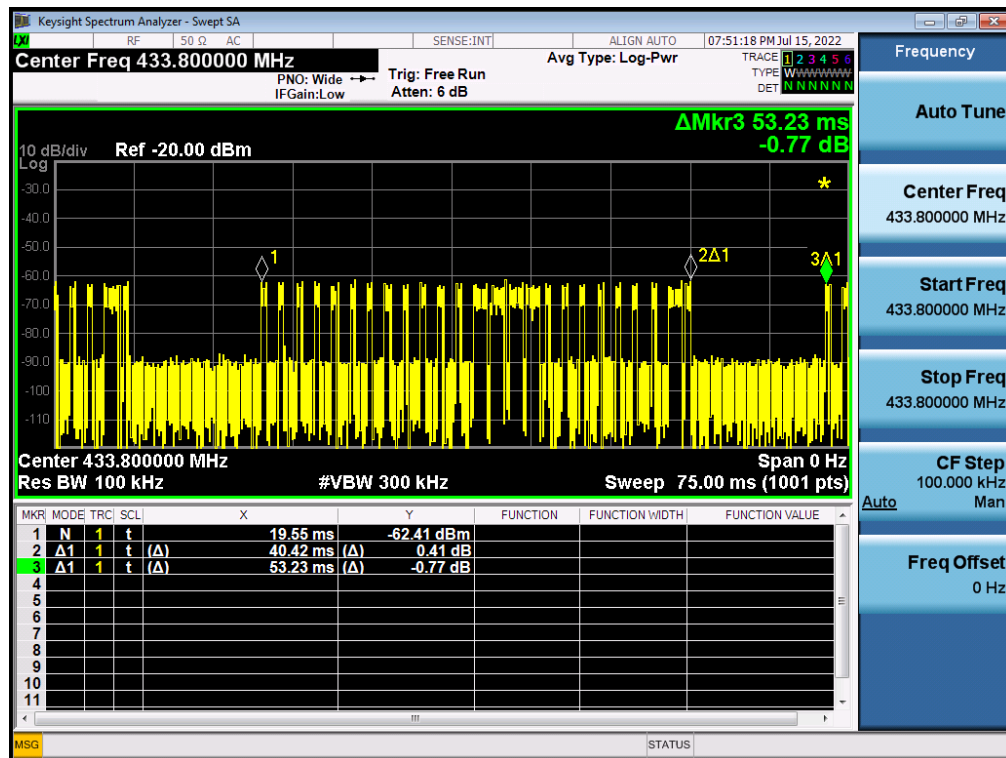 Keysight Spectrum Analyzer - Swept SA
LXI RF 50 Ω AC SENSE:INT ALIGN AUTO 07:51:18 PM Jul 15, 2022
Center Freq 433.800000 MHz
PNO: Wide
IFGain:Low
Trig: Free Run
Atten: 6 dB
Avg Type: Log-Pwr
TRACE 1 2 3 4 5 6
TYPE WWWWWW
DET N N N N N N
ΔMkr3 53.23 ms
-0.77 dB
10 dB/div Ref -20.00 dBm
Log
-30.0
-40.0
-50.0
-60.0
-70.0
-80.0
-90.0
-100
-110
*
1
2Δ1
3Δ1
Center 433.800000 MHz Span 0 Hz
Res BW 100 kHz #VBW 300 kHz Sweep 75.00 ms (1001 pts)
MKR MODE TRC SCL X Y FUNCTION FUNCTION WIDTH FUNCTION VALUE
1 N 1 t 19.55 ms -62.41 dBm
2 Δ1 1 t (Δ) 40.42 ms (Δ) 0.41 dB
3 Δ1 1 t (Δ) 53.23 ms (Δ) -0.77 dB
4
5
6
7
8
9
10
11
MSG STATUS
Frequency
Auto Tune
Center Freq
433.800000 MHz
Start Freq
433.800000 MHz
Stop Freq
433.800000 MHz
CF Step
100.000 kHz
Auto Man
Freq Offset
0 Hz